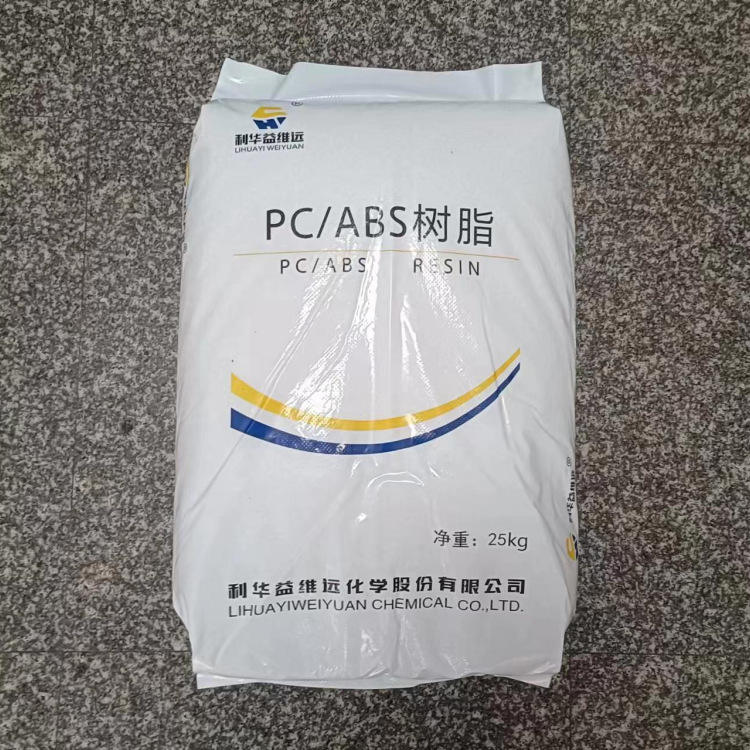 ®
利华益维远
LIHUAYI WEIYUAN
PC/ABS树脂
PC/ABS RESIN
净重：25kg
利华益维远化学股份有限公司
LIHUAYIWEIYUAN CHEMICAL CO.,LTD.